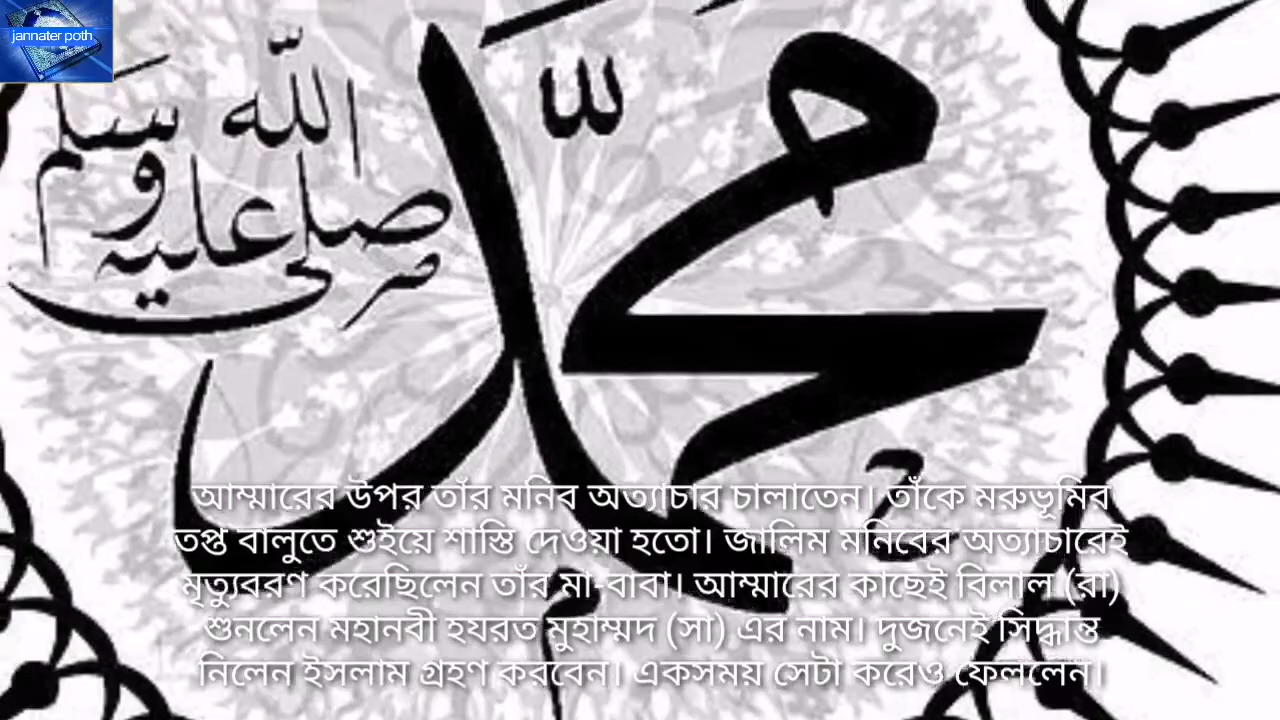 jannater poth
محمد
صلى الله عليه وسلم
আম্মারের উপর তাঁর মনিব অত্যাচার চালাতেন। তাঁকে মরুভূমির
তপ্ত বালুতে শুইয়ে শাস্তি দেওয়া হতো। জালিম মনিবের অত্যাচারেই
মৃত্যুবরণ করেছিলেন তাঁর মা-বাবা। আম্মারের কাছেই বিলাল (রা)
শুনলেন মহানবী হযরত মুহাম্মদ (সা) এর নাম। দুজনেই সিদ্ধান্ত
নিলেন ইসলাম গ্রহণ করবেন। একসময় সেটা করেও ফেললেন।